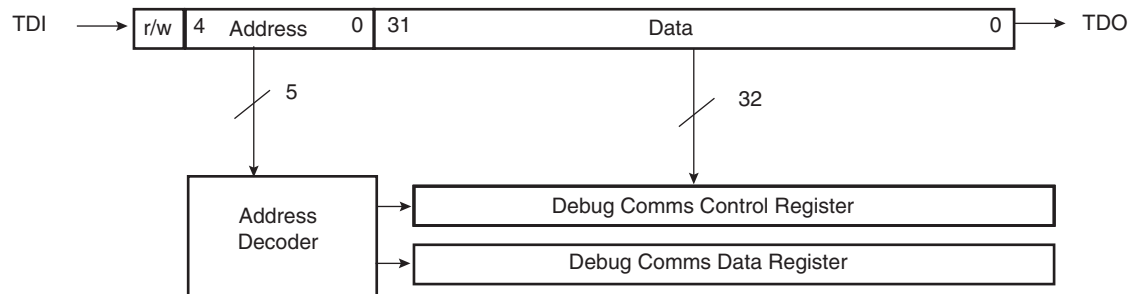 TDI r/w 4 Address 0 31 Data 0 TDO
5
32
Address
Decoder
Debug Comms Control Register
Debug Comms Data Register